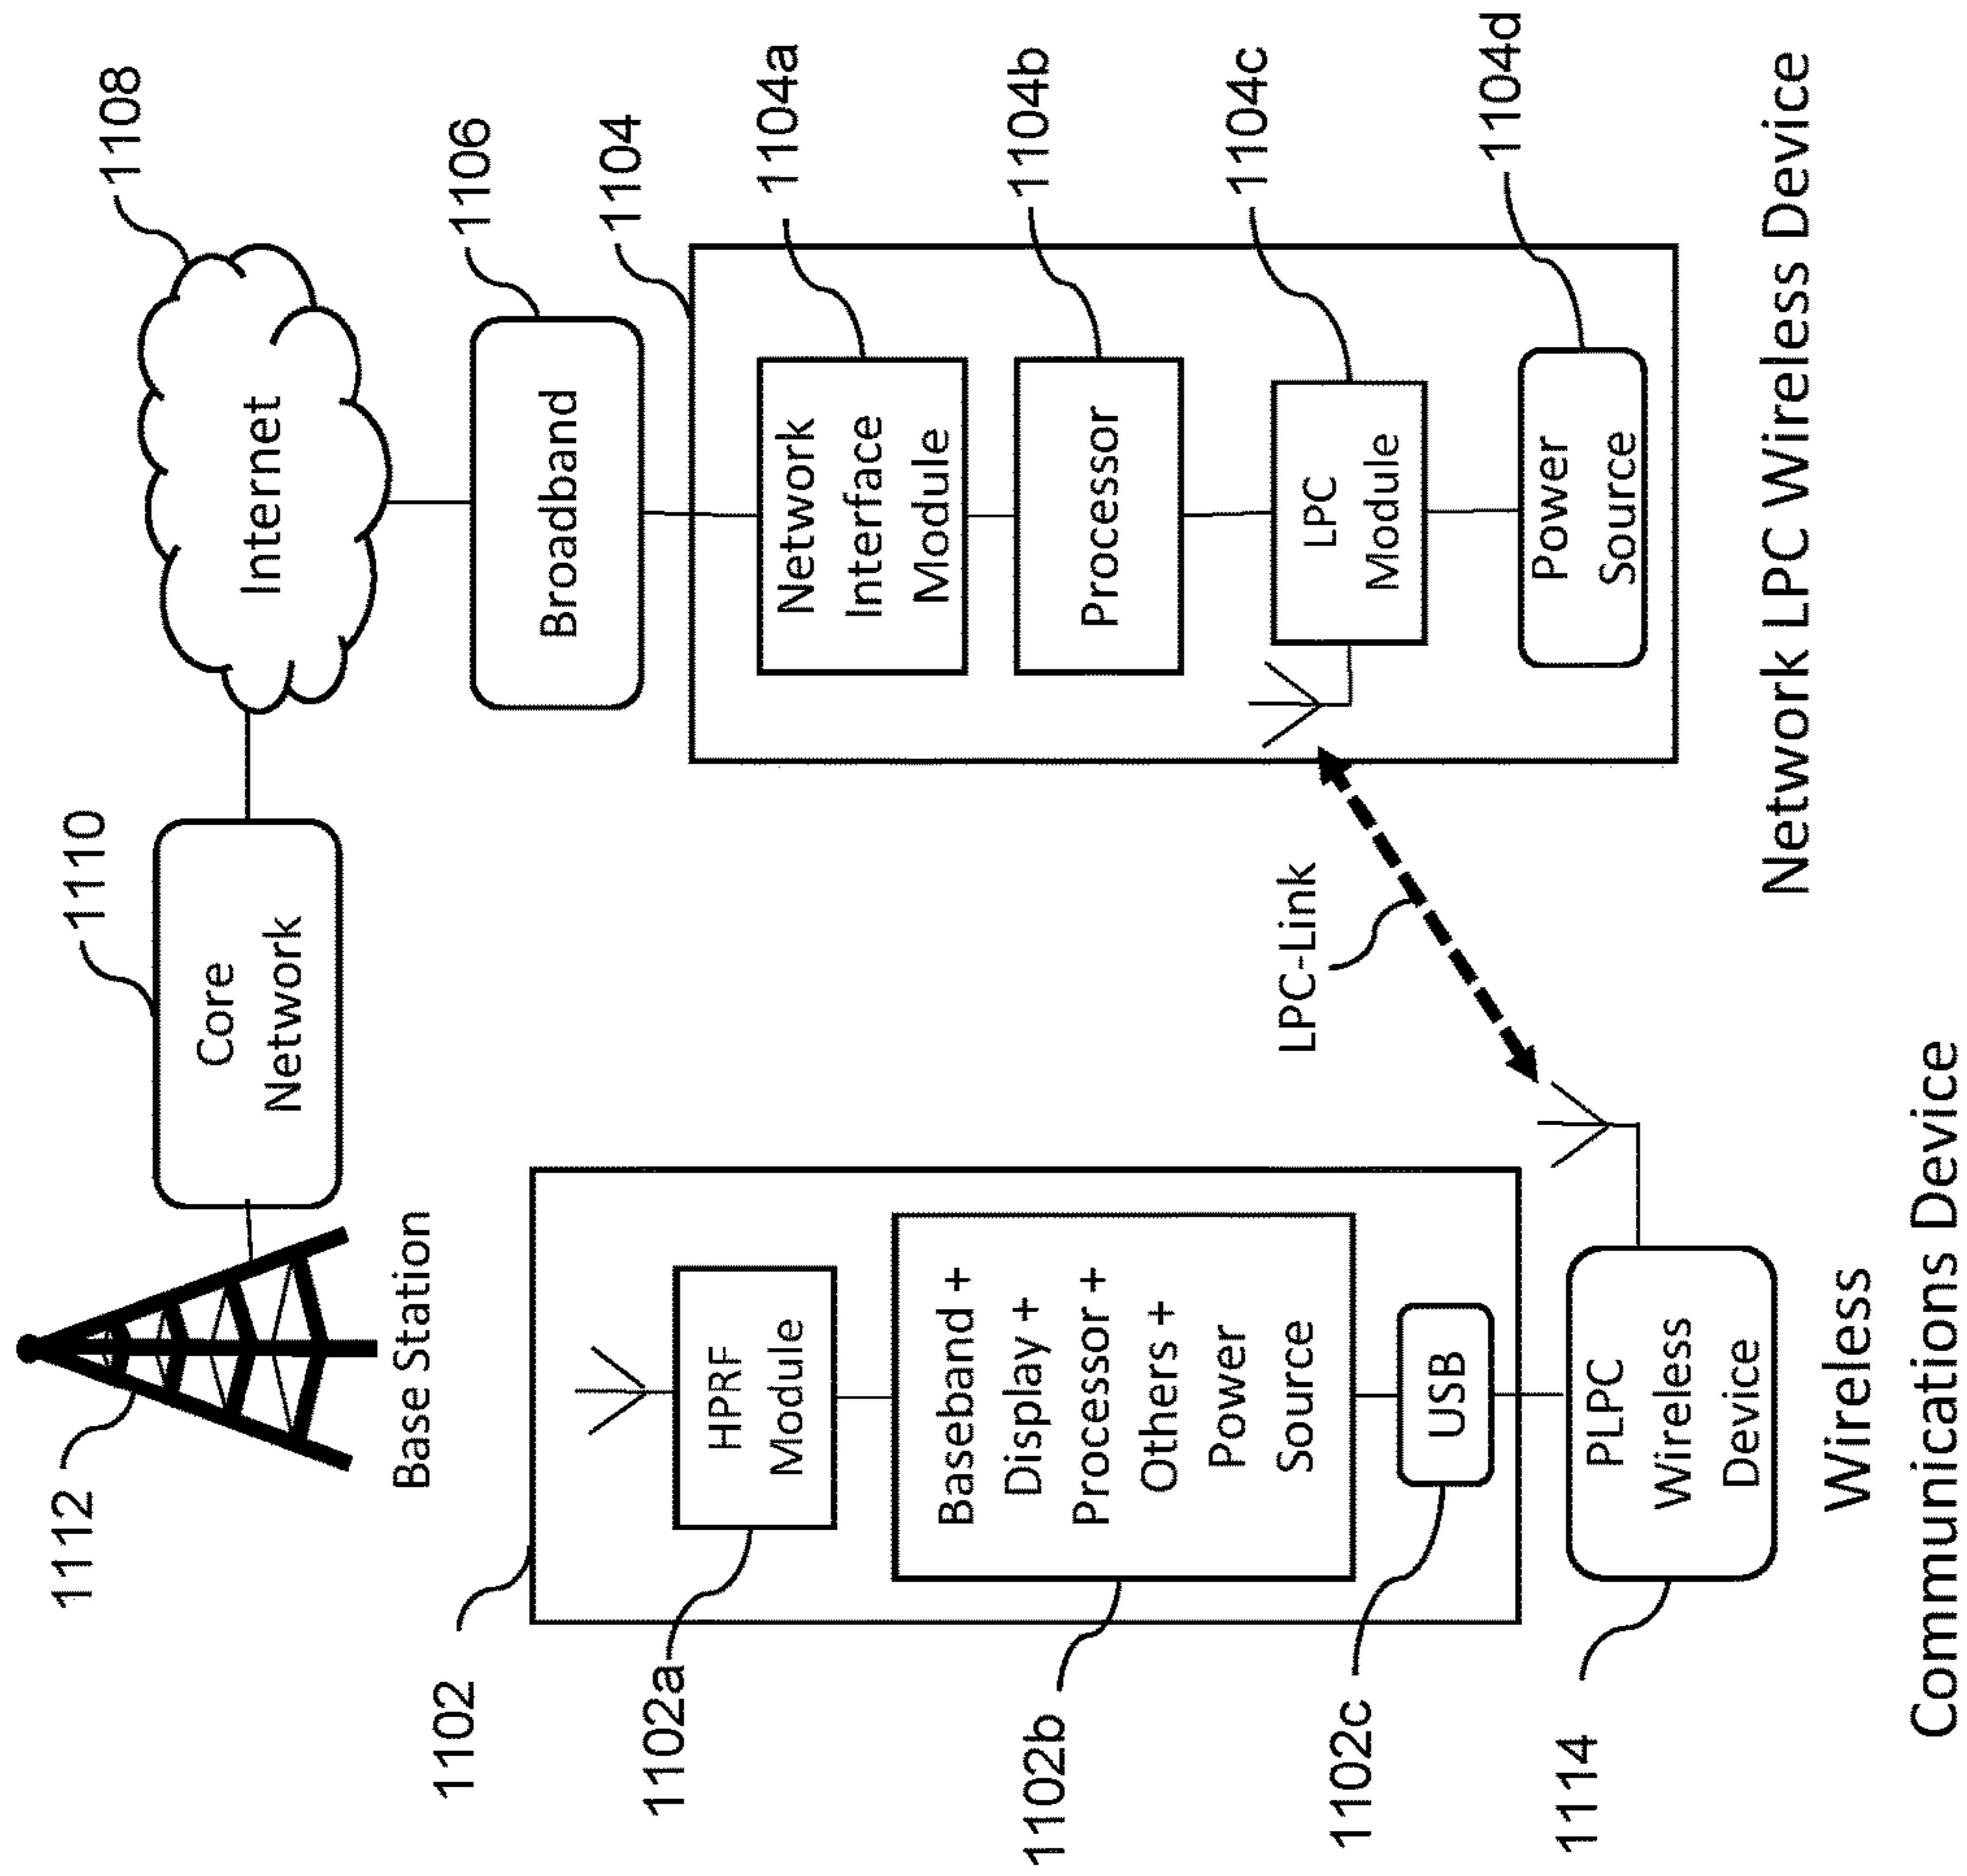 1112
Base Station
1110
Core
Network
1108
Internet
1106
Broadband
1102
1102a
HPRF
Module
1102b
Baseband +
Display +
Processor +
Others +
Power
Source
1102c
USB
1114
PLPC
Wireless
Device
Wireless
Communications Device
LPC-Link
1104
1104a
Network
Interface
Module
1104b
Processor
1104c
LPC
Module
1104d
Power
Source
Network LPC Wireless Device